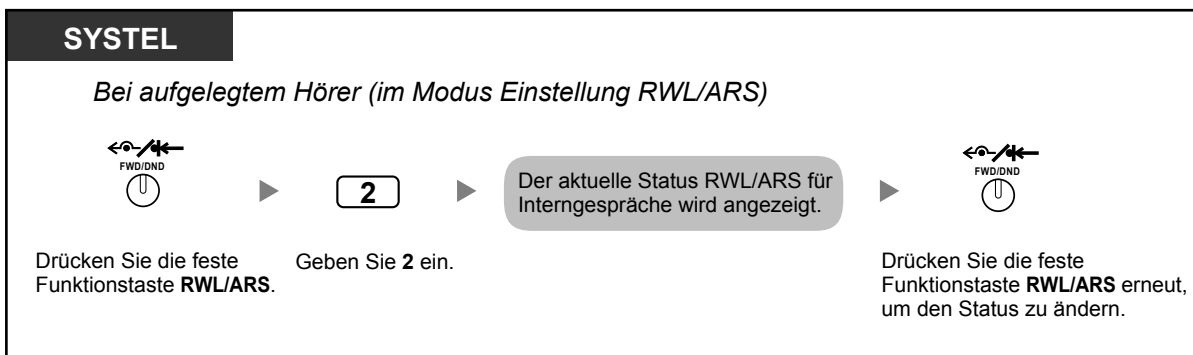 SYSTEL
Bei aufgelegtem Hörer (im Modus Einstellung RWL/ARS)
FWD/DND
2
Der aktuelle Status RWL/ARS für
Interngespräche wird angezeigt.
FWD/DND
Drücken Sie die feste
Funktionstaste RWL/ARS.
Geben Sie 2 ein.
Drücken Sie die feste
Funktionstaste RWL/ARS erneut,
um den Status zu ändern.